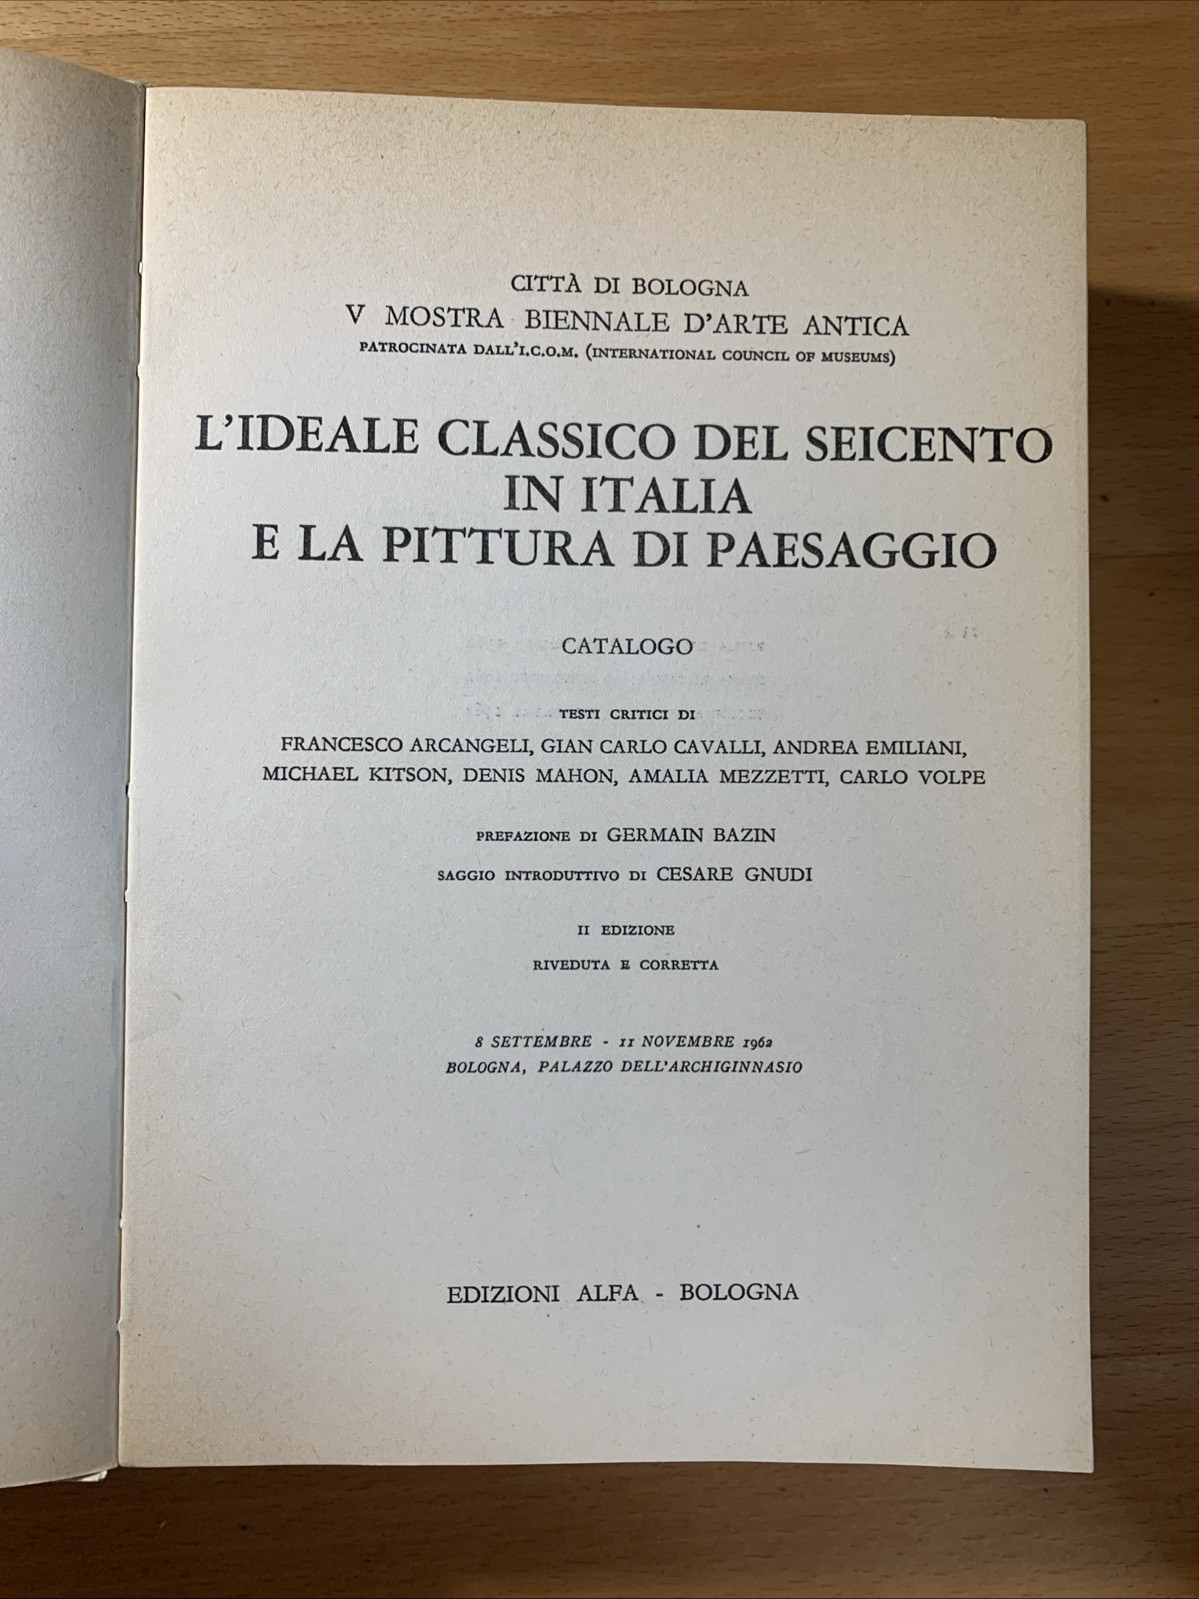 CITTÀ DI BOLOGNA
V MOSTRA BIENNALE D'ARTE ANTICA
PATROCINATA DALL'I.C.O.M. (INTERNATIONAL COUNCIL OF MUSEUMS)
L'IDEALE CLASSICO DEL SEICENTO
IN ITALIA
E LA PITTURA DI PAESAGGIO
CATALOGO
TESTI CRITICI DI
FRANCESCO ARCANGELI, GIAN CARLO CAVALLI, ANDREA EMILIANI,
MICHAEL KITSON, DENIS MAHON, AMALIA MEZZETTI, CARLO VOLPE
PREFAZIONE DI GERMAIN BAZIN
SAGGIO INTRODUTTIVO DI CESARE GNUDI
II EDIZIONE
RIVEDUTA E CORRETTA
8 SETTEMBRE - 11 NOVEMBRE 1962
BOLOGNA, PALAZZO DELL'ARCHIGINNASIO
EDIZIONI ALFA - BOLOGNA